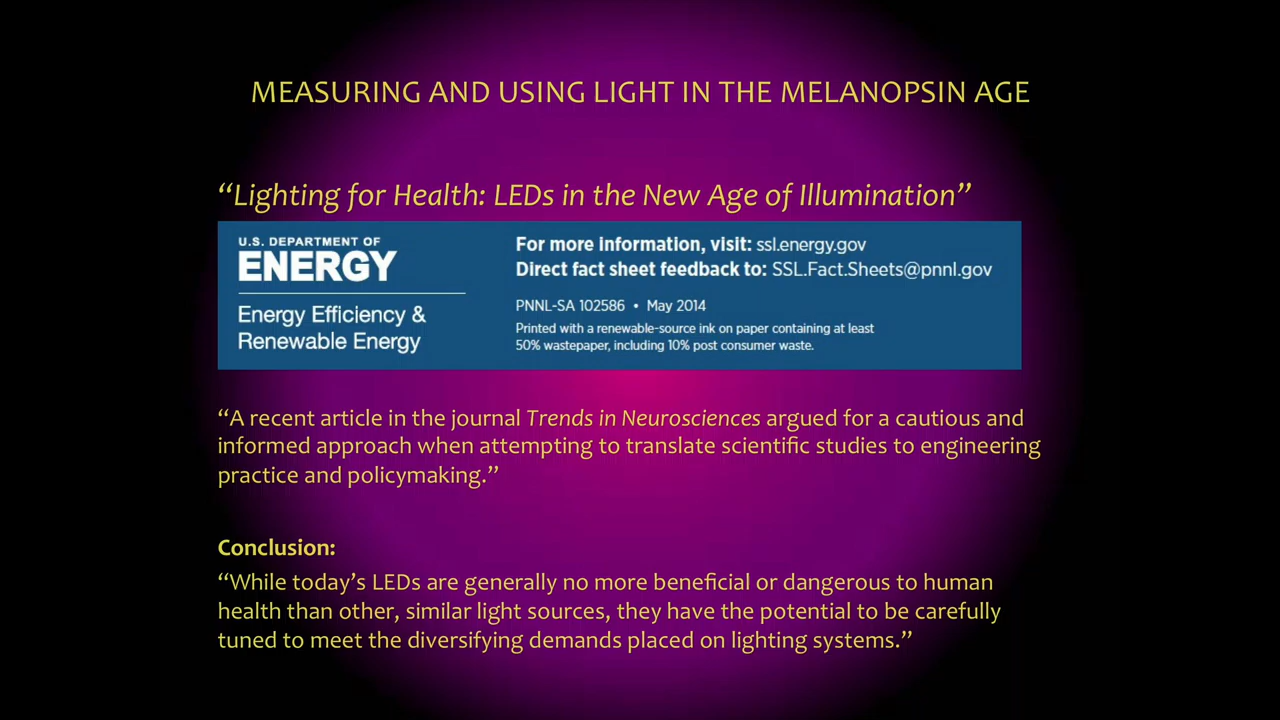 MEASURING AND USING LIGHT IN THE MELANOPSIN AGE
“Lighting for Health: LEDs in the New Age of Illumination”
U.S. DEPARTMENT OF
ENERGY
Energy Efficiency &
Renewable Energy
For more information, visit: ssl.energy.gov
Direct fact sheet feedback to: SSL.Fact.Sheets@pnnl.gov
PNNL-SA 102586 • May 2014
Printed with a renewable-source ink on paper containing at least
50% wastepaper, including 10% post consumer waste.
“A recent article in the journal Trends in Neurosciences argued for a cautious and
informed approach when attempting to translate scientific studies to engineering
practice and policymaking.”
Conclusion:
“While today’s LEDs are generally no more beneficial or dangerous to human
health than other, similar light sources, they have the potential to be carefully
tuned to meet the diversifying demands placed on lighting systems.”